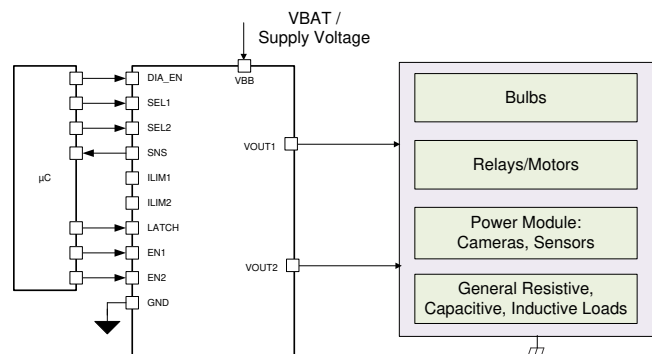 VBAT /
Supply Voltage
DIA_EN
SEL1
SEL2
SNS
ILIM1
ILIM2
LATCH
EN1
EN2
GND
µC
VBB
VOUT1
VOUT2
Bulbs
Relays/Motors
Power Module:
Cameras, Sensors
General Resistive,
Capacitive, Inductive Loads